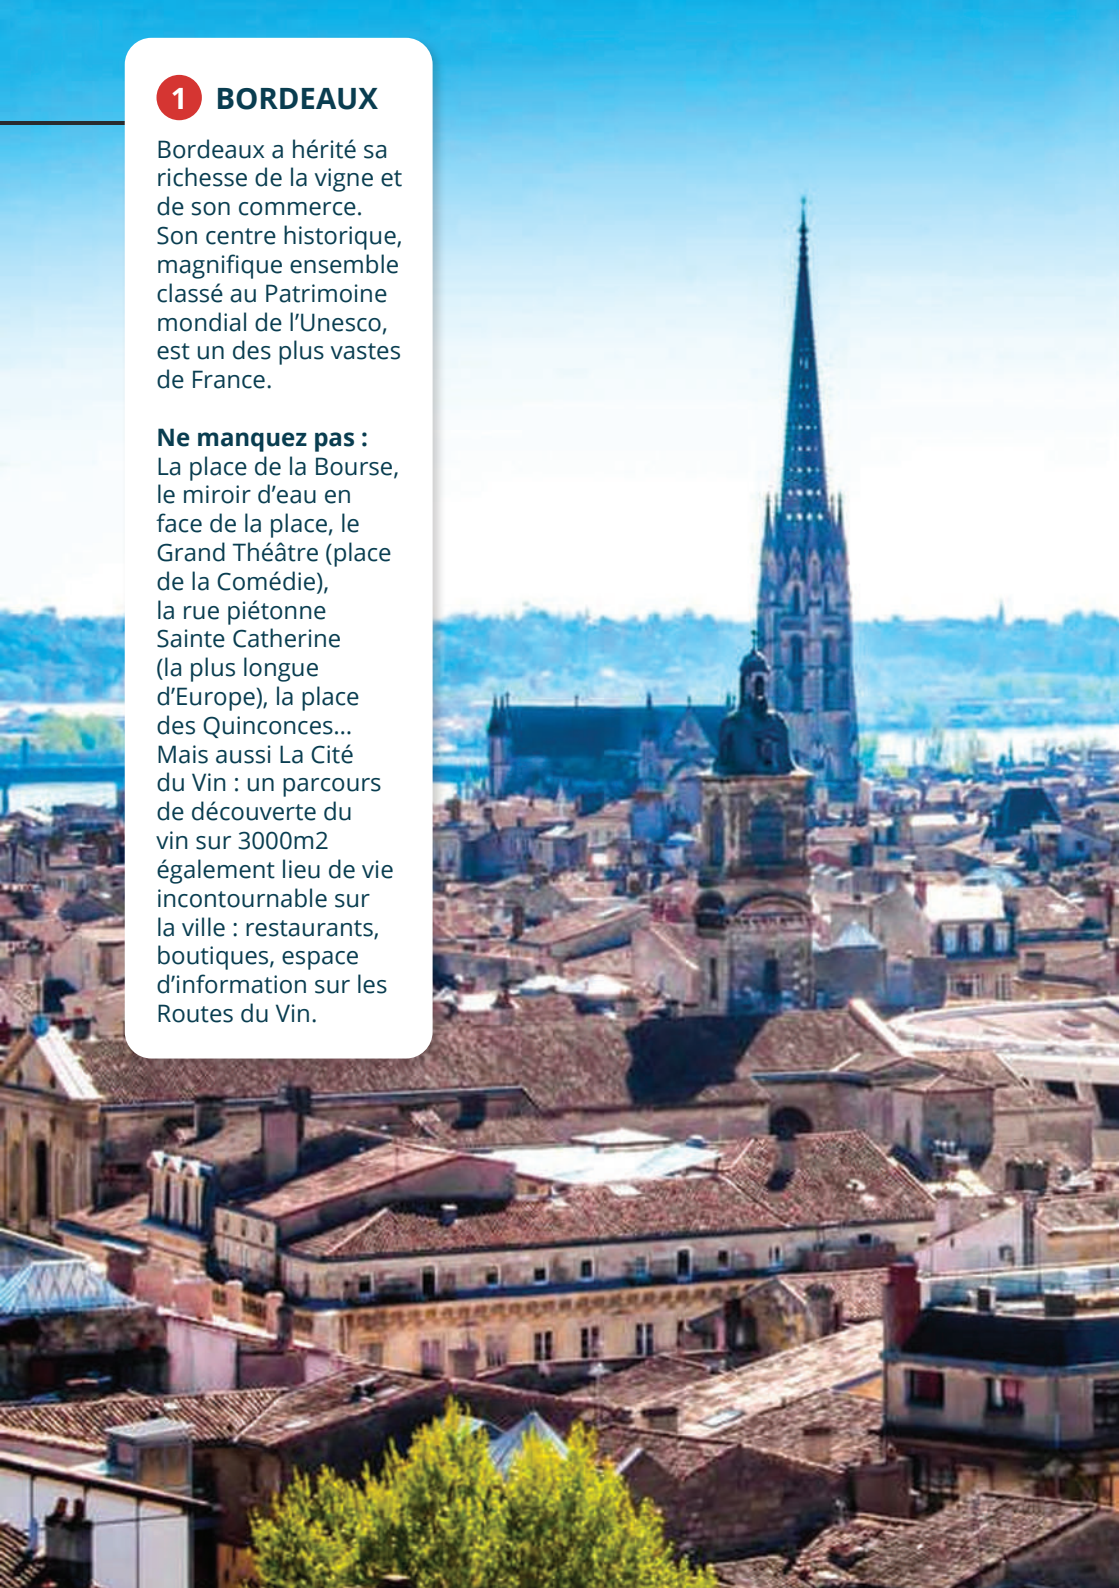 1 BORDEAUX
Bordeaux a hérité sa
richesse de la vigne et
de son commerce.
Son centre historique,
magnifique ensemble
classé au Patrimoine
mondial de l’Unesco,
est un des plus vastes
de France.
Ne manquez pas :
La place de la Bourse,
le miroir d’eau en
face de la place, le
Grand Théâtre (place
de la Comédie),
la rue piétonne
Sainte Catherine
(la plus longue
d’Europe), la place
des Quinconces...
Mais aussi La Cité
du Vin : un parcours
de découverte du
vin sur 3000m2
également lieu de vie
incontournable sur
la ville : restaurants,
boutiques, espace
d’information sur les
Routes du Vin.